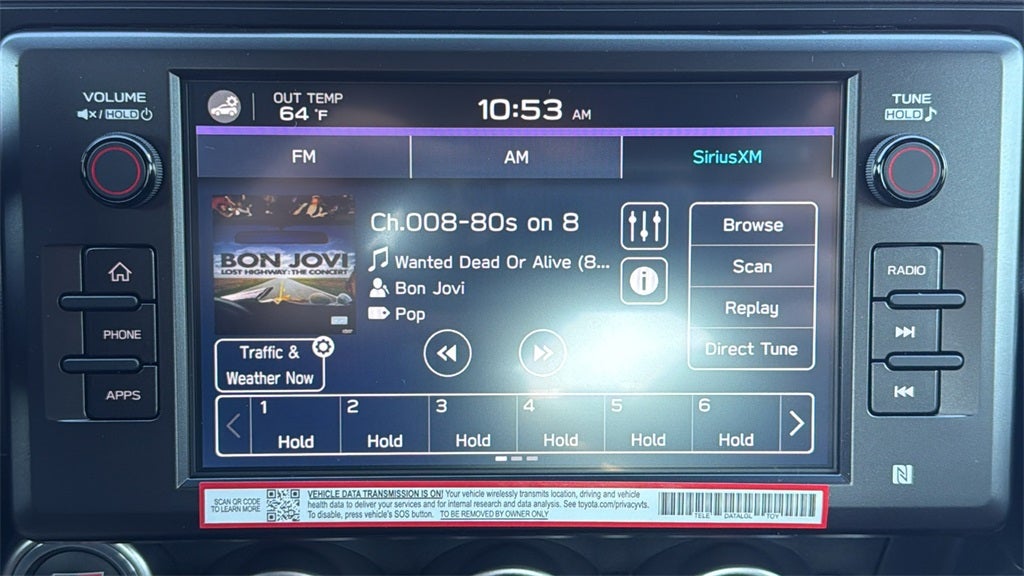 VOLUME
/HOLD
OUT TEMP
64 °F
10:53 AM
TUNE
HOLD
FM
AM
SiriusXM
BON JOVI
LOST HIGHWAY: THE CONCERT
Ch.008-80s on 8
Wanted Dead Or Alive (8...
Bon Jovi
Pop
i
Browse
Scan
Replay
Direct Tune
PHONE
APPS
RADIO
Traffic &
Weather Now
1 Hold
2 Hold
3 Hold
4 Hold
5 Hold
6 Hold
SCAN QR CODE
TO LEARN MORE
VEHICLE DATA TRANSMISSION IS ON! Your vehicle wirelessly transmits location, driving and vehicle
health data to deliver your services and for internal research and data analysis. See toyota.com/privacyvts.
To disable, press vehicle's SOS button. TO BE REMOVED BY OWNER ONLY
TELE DATALGL TOY